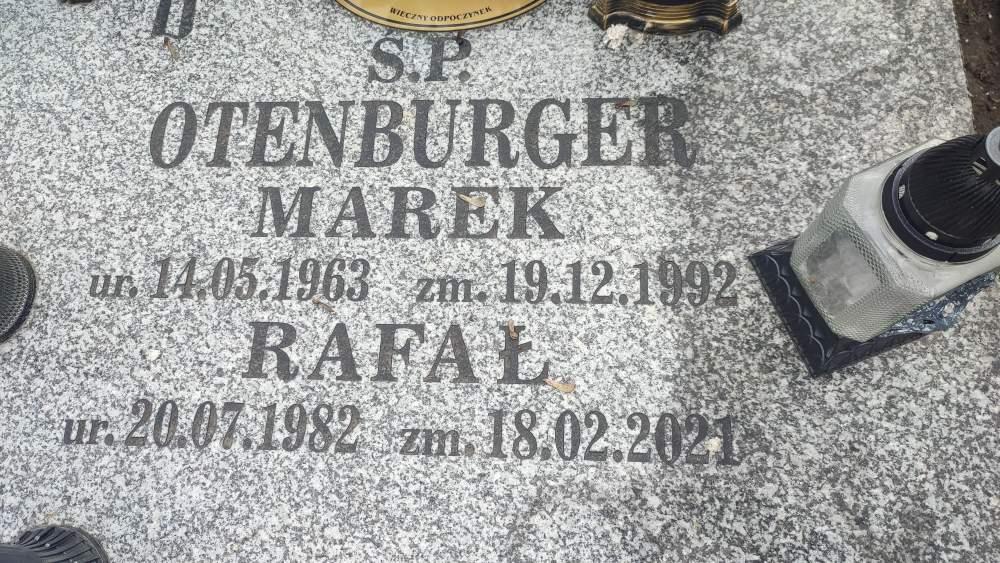 WIECZNY ODPOCZYNEK
S.P.
OTENBURGER
MAREK
ur. 14.05.1963 zm. 19.12.1992
RAFAŁ
ur. 20.07.1982 zm. 18.02.2021